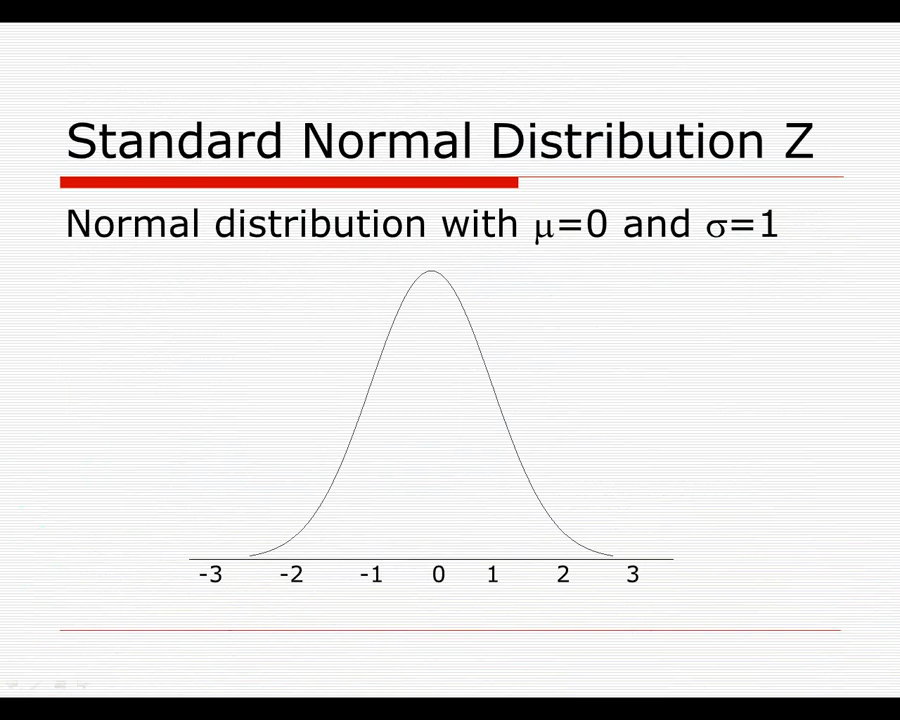 Standard Normal Distribution Z
Normal distribution with μ=0 and σ=1
-3 -2 -1 0 1 2 3